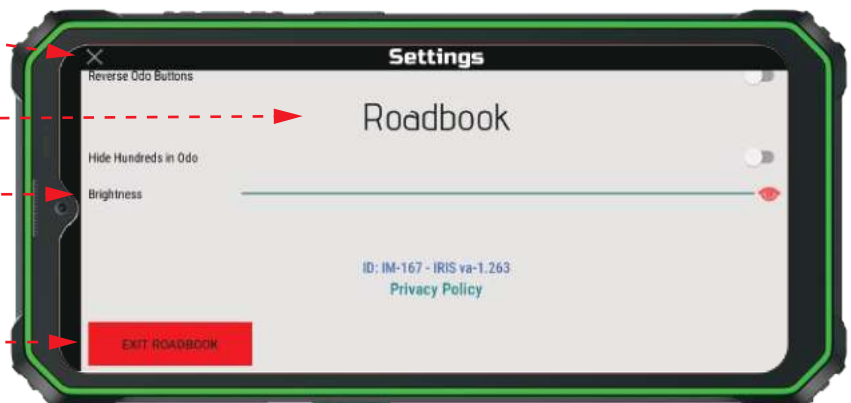 Settings
Reverse Odo Buttons
Roadbook
Hide Hundreds in Odo
Brightness
ID: IM-167 - IRIS va-1.263
Privacy Policy
EXIT ROADBOOK